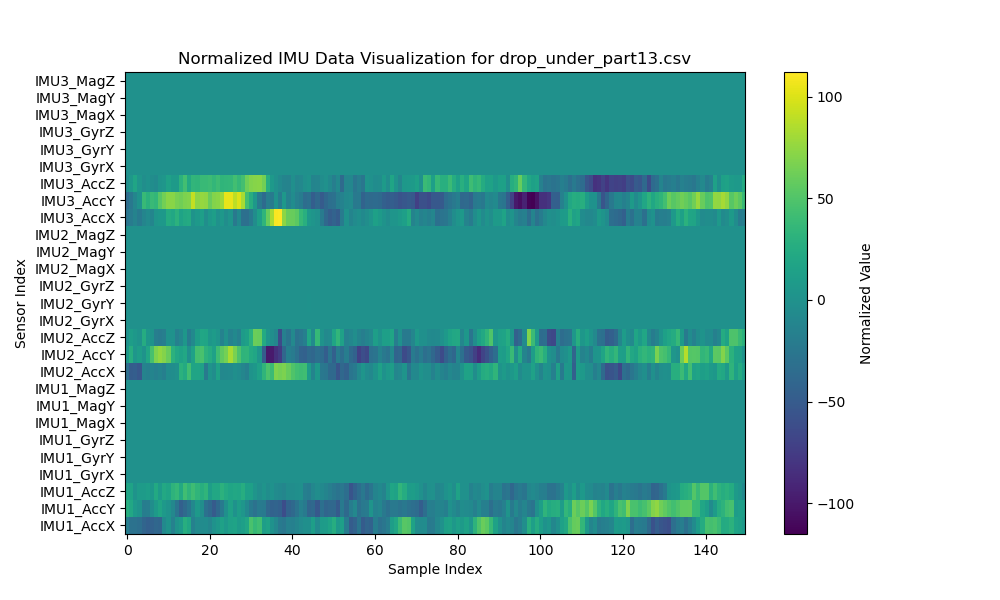 Normalized IMU Data Visualization for drop_under_part13.csv
IMU3_MagZ
IMU3_MagY
IMU3_MagX
IMU3_GyrZ
IMU3_GyrY
IMU3_GyrX
IMU3_AccZ
IMU3_AccY
IMU3_AccX
IMU2_MagZ
IMU2_MagY
IMU2_MagX
IMU2_GyrZ
IMU2_GyrY
IMU2_GyrX
IMU2_AccZ
IMU2_AccY
IMU2_AccX
IMU1_MagZ
IMU1_MagY
IMU1_MagX
IMU1_GyrZ
IMU1_GyrY
IMU1_GyrX
IMU1_AccZ
IMU1_AccY
IMU1_AccX
Sensor Index
0 20 40 60 80 100 120 140
Sample Index
100
50
0
−50
−100
Normalized Value